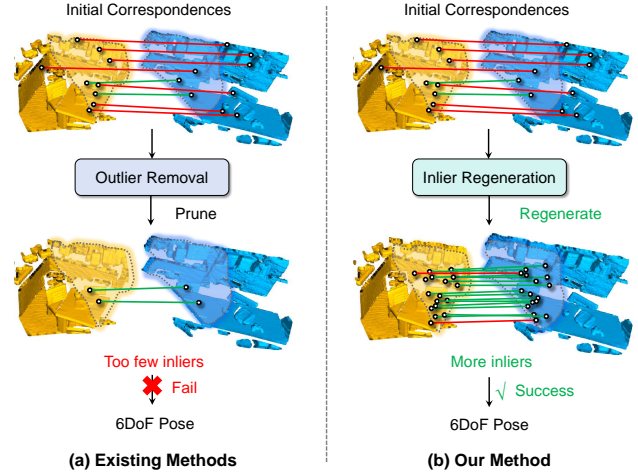 Initial Correspondences
Outlier Removal
Prune
Too few inliers
Fail
6DoF Pose
(a) Existing Methods
Initial Correspondences
Inlier Regeneration
Regenerate
More inliers
√ Success
6DoF Pose
(b) Our Method